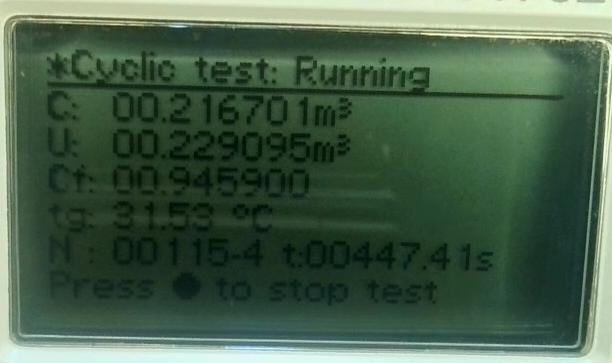 *Cyclic test: Running
C: 00.216701m³
U: 00.229095m³
Cf: 00.945900
tg: 31.53 °C
N : 00115-4 t:00447.41s
Press ● to stop test